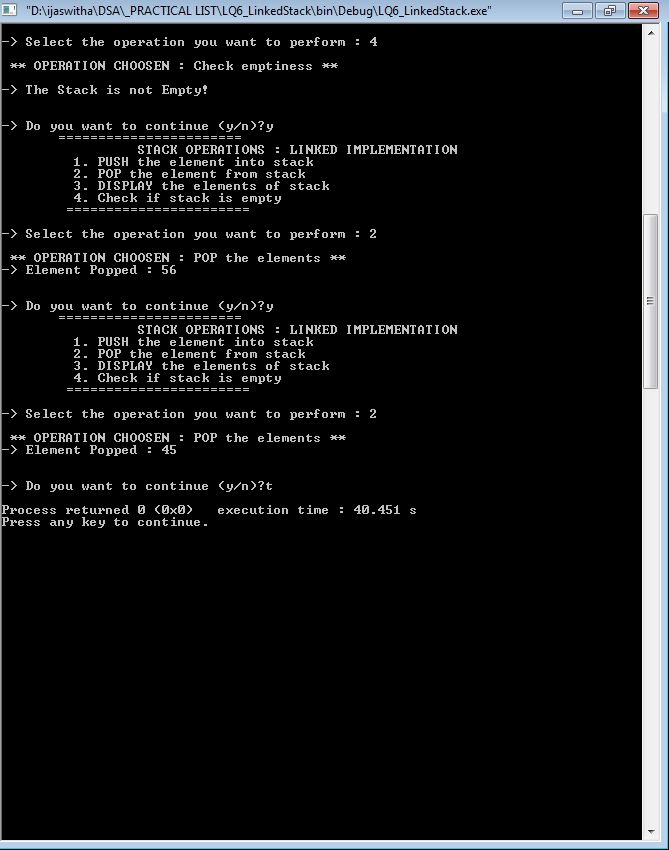 "D:\ijaswitha\DSA\_PRACTICAL LIST\LQ6_LinkedStack\bin\Debug\LQ6_LinkedStack.exe"
-> Select the operation you want to perform : 4
** OPERATION CHOOSEN : Check emptiness **
-> The Stack is not Empty!
-> Do you want to continue (y/n)?y
=======================
STACK OPERATIONS : LINKED IMPLEMENTATION
1. PUSH the element into stack
2. POP the element from stack
3. DISPLAY the elements of stack
4. Check if stack is empty
=======================
-> Select the operation you want to perform : 2
** OPERATION CHOOSEN : POP the elements **
-> Element Popped : 56
-> Do you want to continue (y/n)?y
=======================
STACK OPERATIONS : LINKED IMPLEMENTATION
1. PUSH the element into stack
2. POP the element from stack
3. DISPLAY the elements of stack
4. Check if stack is empty
=======================
-> Select the operation you want to perform : 2
** OPERATION CHOOSEN : POP the elements **
-> Element Popped : 45
-> Do you want to continue (y/n)?t
Process returned 0 (0x0)   execution time : 40.451 s
Press any key to continue.